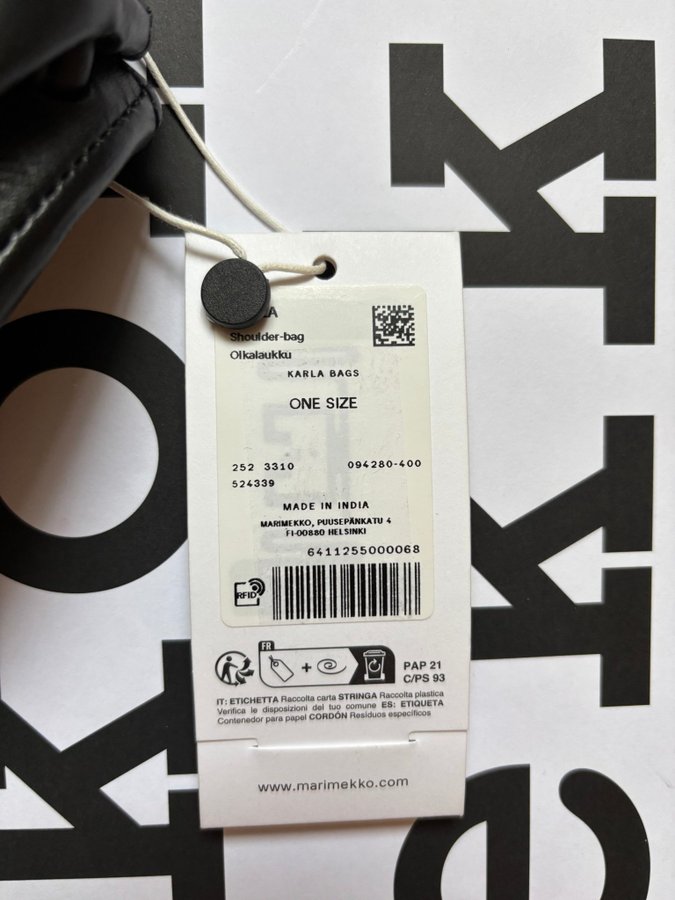 Shoulder-bag
Olkalaukku
KARLA BAGS
ONE SIZE
252 3310 094280-400
524339
MADE IN INDIA
MARIMEKKO, PUUSEPÄNKATU 4
FI-00880 HELSINKI
6411255000068
RFID
FR
PAP 21
C/PS 93
IT: ETICHETTA Raccolta carta STRINGA Raccolta plastica
Verifica le disposizioni del tuo comune ES: ETIQUETA
Contenedor para papel CORDÓN Residuos específicos
www.marimekko.com